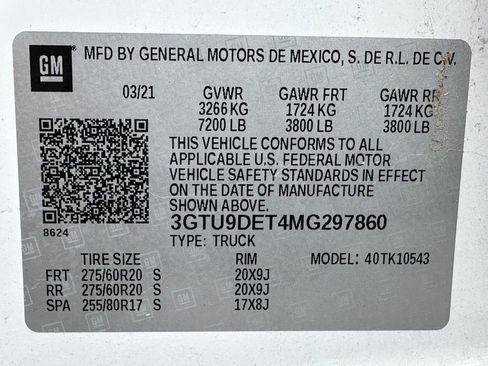 GM
MFD BY GENERAL MOTORS DE MEXICO, S. DE R.L. DE C.V.
03/21 GVWR GAWR FRT GAWR RR
3266 KG 1724 KG 1724 KG
7200 LB 3800 LB 3800 LB
THIS VEHICLE CONFORMS TO ALL
APPLICABLE U.S. FEDERAL MOTOR
VEHICLE SAFETY STANDARDS IN EFFECT
ON THE DATE OF MANUFACTURE
SHOWN ABOVE.
8624 3GTU9DET4MG297860
TYPE: TRUCK
TIRE SIZE RIM MODEL: 40TK10543
FRT 275/60R20 S 20X9J
RR 275/60R20 S 20X9J
SPA 255/80R17 S 17X8J